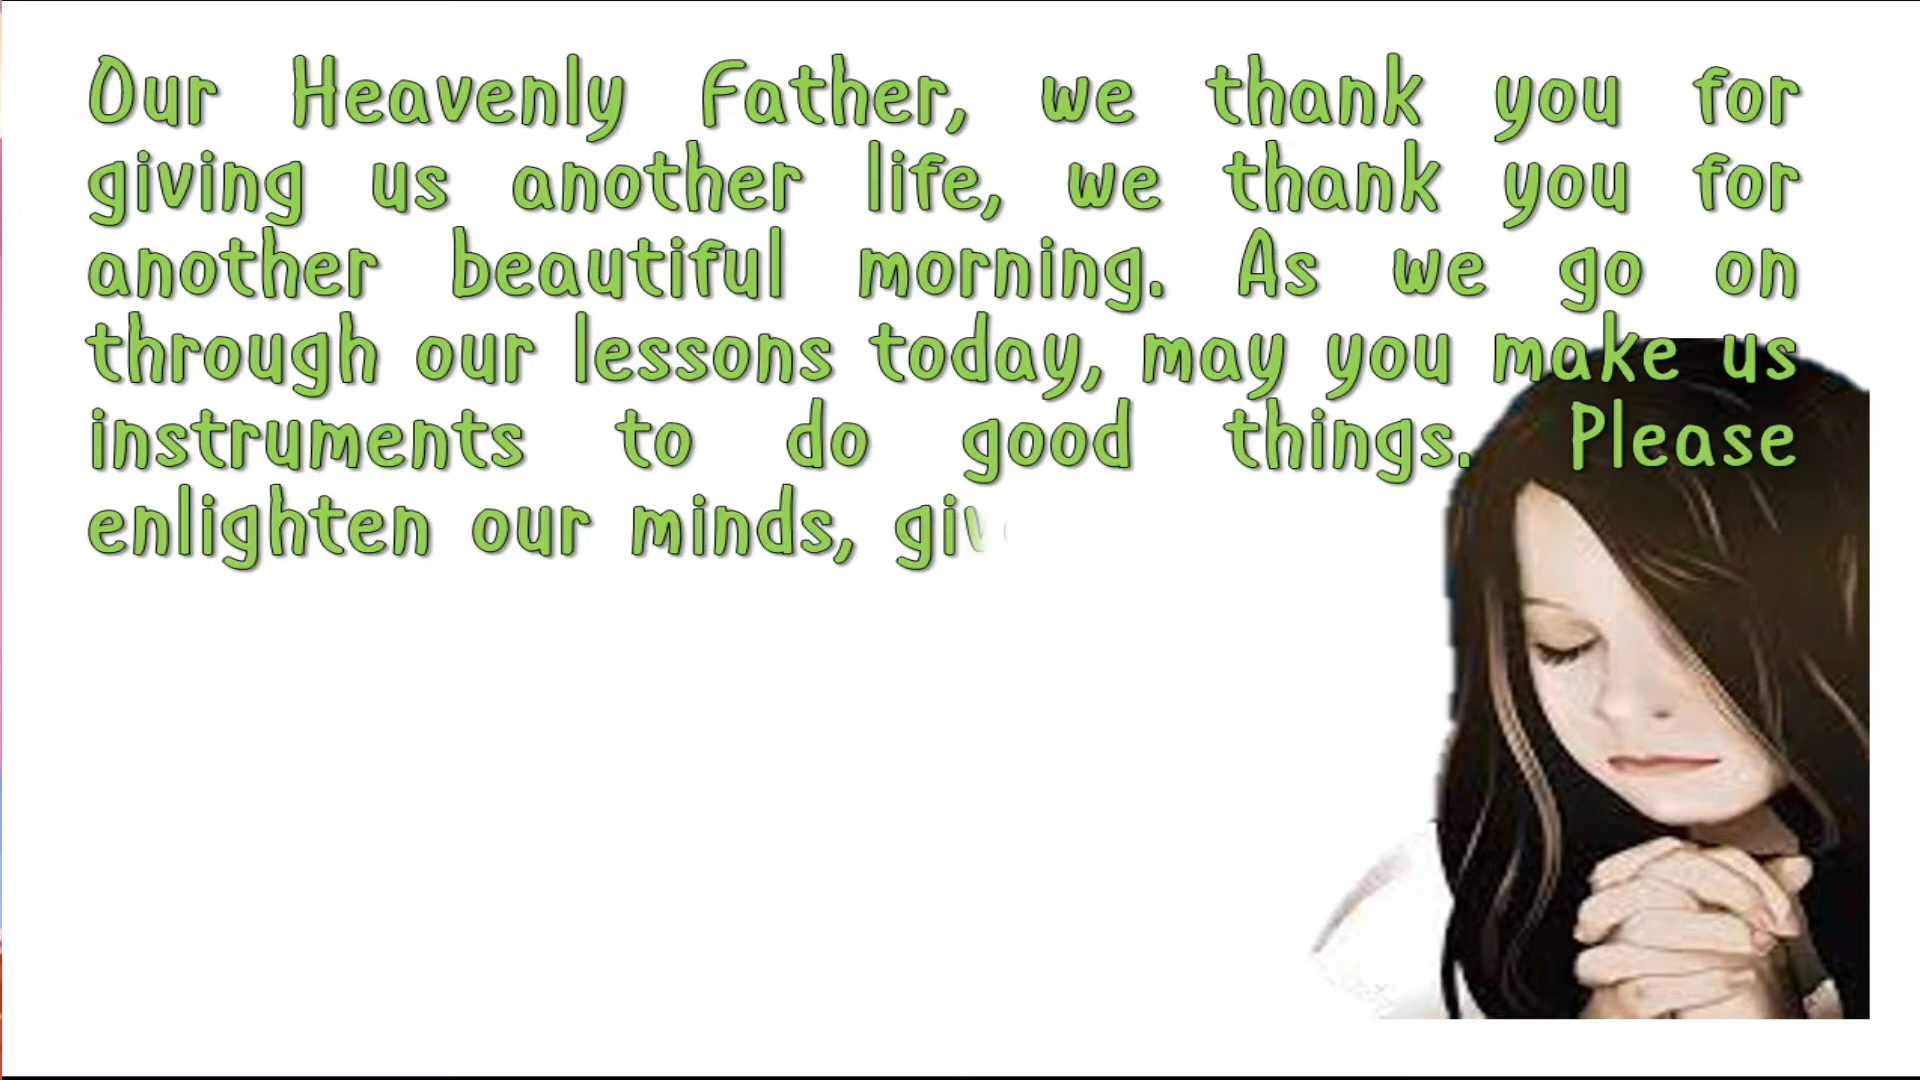 Our Heavenly Father, we thank you for
giving us another life, we thank you for
another beautiful morning. As we go on
through our lessons today, may you make us
instruments to do good things. Please
enlighten our minds,